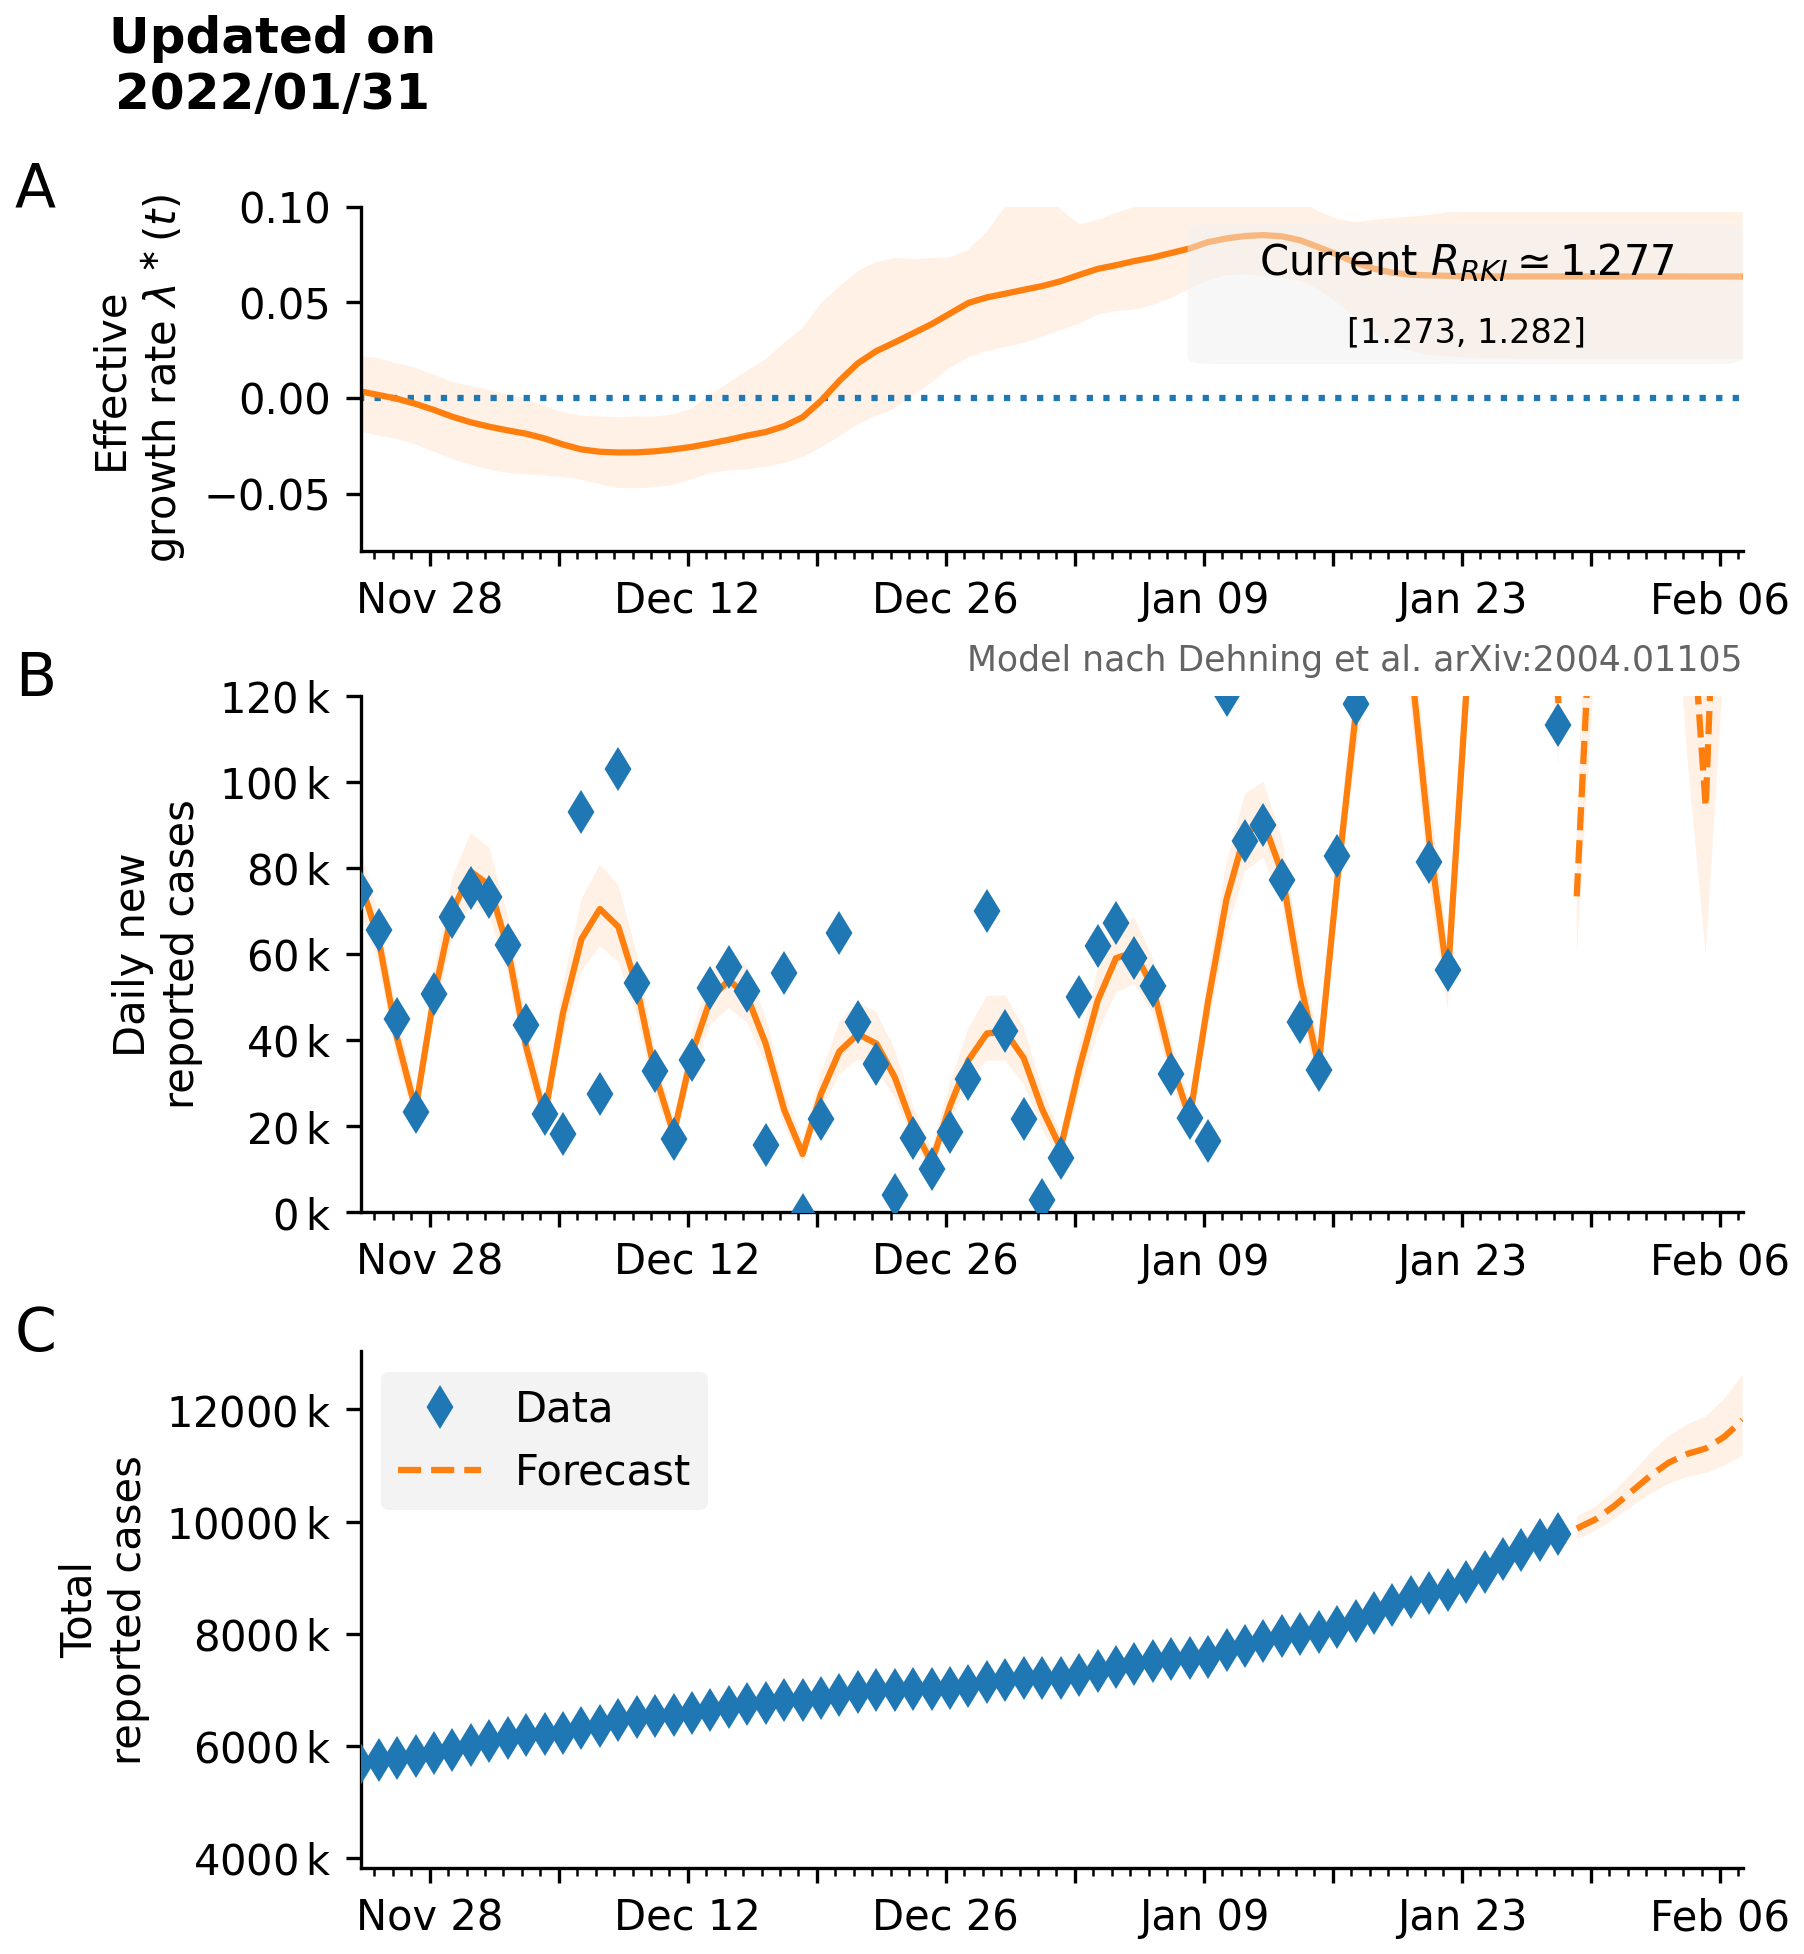 Updated on
2022/01/31
A
Effective
growth rate λ * (t)
0.10
0.05
0.00
−0.05
Current R_RKI ≃ 1.277
[1.273, 1.282]
Nov 28 Dec 12 Dec 26 Jan 09 Jan 23 Feb 06
Model nach Dehning et al. arXiv:2004.01105
B
Daily new
reported cases
120 k
100 k
80 k
60 k
40 k
20 k
0 k
Nov 28 Dec 12 Dec 26 Jan 09 Jan 23 Feb 06
C
Total
reported cases
12000 k
10000 k
8000 k
6000 k
4000 k
Data
Forecast
Nov 28 Dec 12 Dec 26 Jan 09 Jan 23 Feb 06